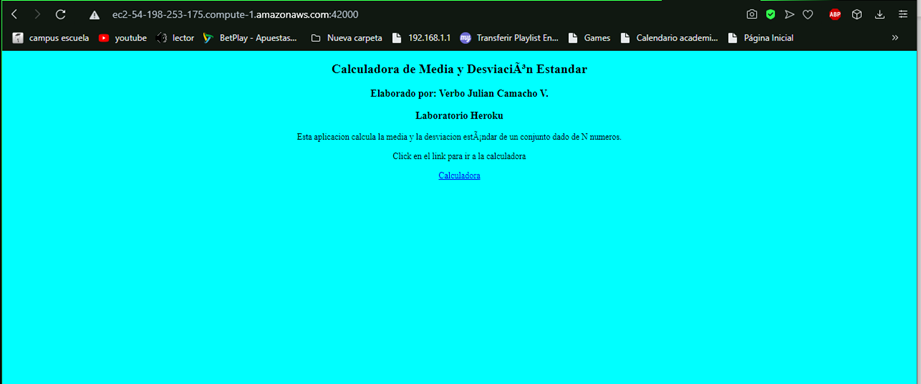 ec2-54-198-253-175.compute-1.amazonaws.com:42000
ABP
campus escuela youtube lector BetPlay - Apuestas... Nueva carpeta 192.168.1.1 Transferir Playlist En... Games Calendario academi... Página Inicial »
Calculadora de Media y DesviaciÃ³n Estandar
Elaborado por: Verbo Julian Camacho V.
Laboratorio Heroku
Esta aplicacion calcula la media y la desviacion estÃ¡ndar de un conjunto dado de N numeros.
Click en el link para ir a la calculadora
Calculadora